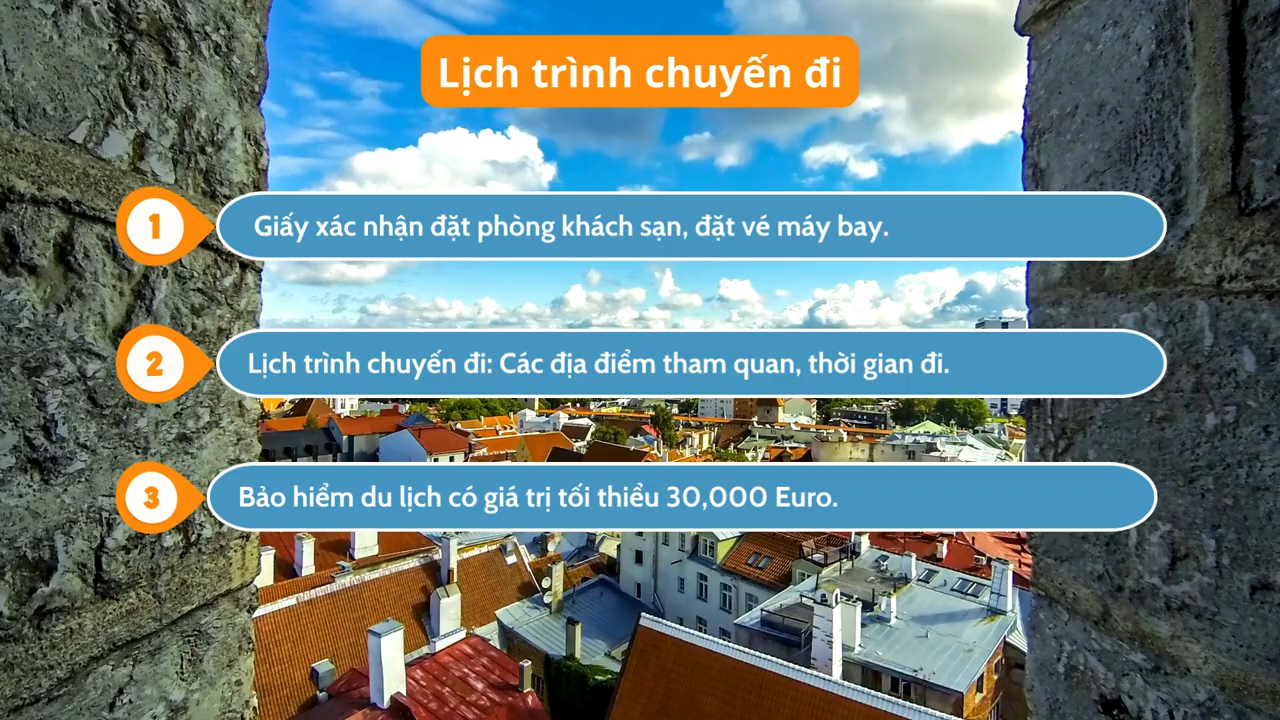 Lịch trình chuyến đi
1
Giấy xác nhận đặt phòng khách sạn, đặt vé máy bay.
2
Lịch trình chuyến đi: Các địa điểm tham quan, thời gian đi.
3
Bảo hiểm du lịch có giá trị tối thiểu 30,000 Euro.